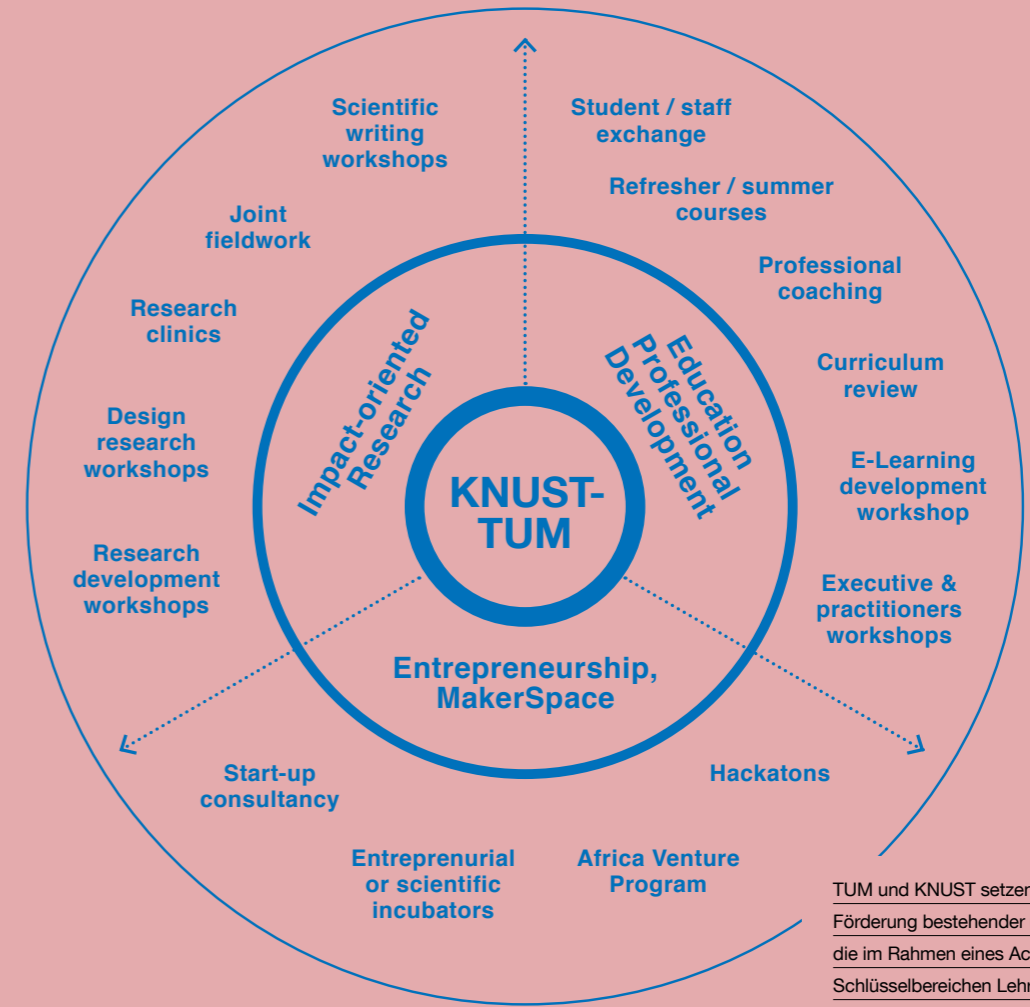 Scientific
writing
workshops
Student / staff
exchange
Refresher / summer
courses
Joint
fieldwork
Professional
coaching
Research
clinics
Curriculum
review
Design
research
workshops
E-Learning
development
workshop
Research
development
workshops
Executive &
practitioners
workshops
Impact-oriented
Research
Education
Professional
Development
KNUST-
TUM
Entrepreneurship,
MakerSpace
Start-up
consultancy
Hackatons
Entreprenurial
or scientific
incubators
Africa Venture
Program
TUM und KNUST setzen
Förderung bestehender
die im Rahmen eines Ac
Schlüsselbereichen Lehr